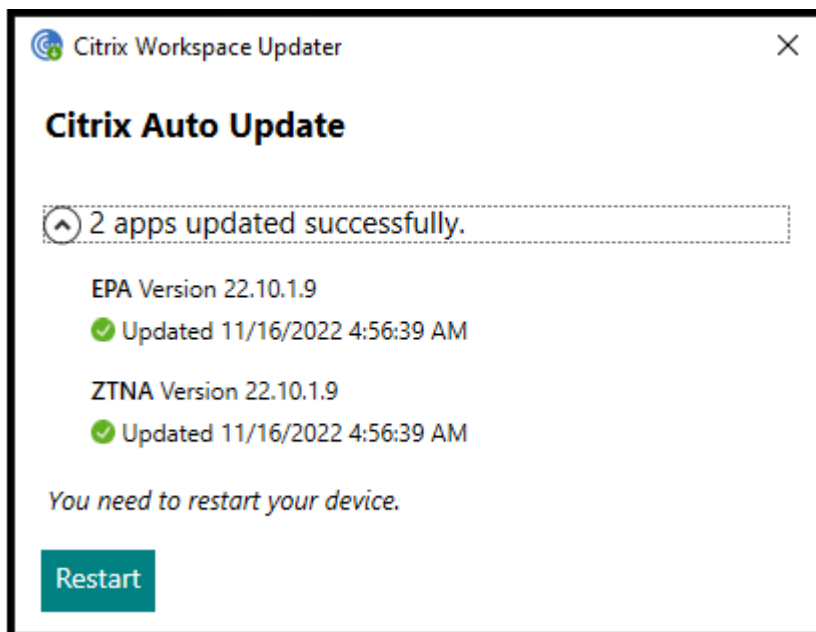 Citrix Workspace Updater
Citrix Auto Update
2 apps updated successfully.
EPA Version 22.10.1.9
Updated 11/16/2022 4:56:39 AM
ZTNA Version 22.10.1.9
Updated 11/16/2022 4:56:39 AM
You need to restart your device.
Restart